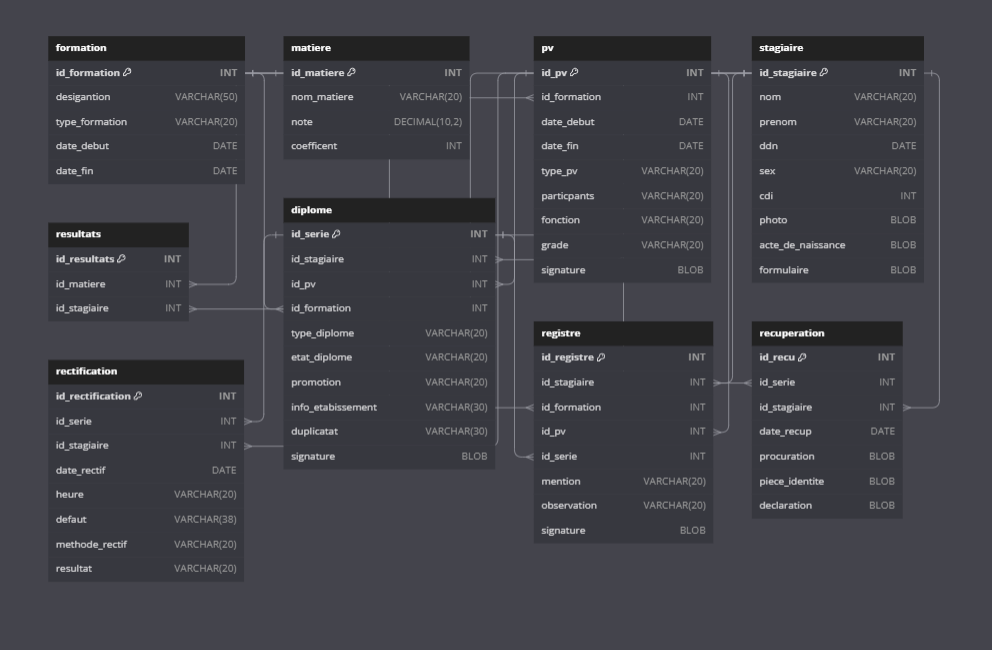 formation
id_formation INT
desigantion VARCHAR(50)
type_formation VARCHAR(20)
date_debut DATE
date_fin DATE
matiere
id_matiere INT
nom_matiere VARCHAR(20)
note DECIMAL(10,2)
coefficent INT
pv
id_pv INT
id_formation INT
date_debut DATE
date_fin DATE
type_pv VARCHAR(20)
particpants VARCHAR(20)
fonction VARCHAR(20)
grade VARCHAR(20)
signature BLOB
stagiaire
id_stagiaire INT
nom VARCHAR(20)
prenom VARCHAR(20)
ddn DATE
sex VARCHAR(20)
cdi INT
photo BLOB
acte_de_naissance BLOB
formulaire BLOB
resultats
id_resultats INT
id_matiere INT
id_stagiaire INT
diplome
id_serie INT
id_stagiaire INT
id_pv INT
id_formation INT
type_diplome VARCHAR(20)
etat_diplome VARCHAR(20)
promotion VARCHAR(20)
info_etabissement VARCHAR(30)
duplicatat VARCHAR(30)
signature BLOB
rectification
id_rectification INT
id_serie INT
id_stagiaire INT
date_rectif DATE
heure VARCHAR(20)
defaut VARCHAR(38)
methode_rectif VARCHAR(20)
resultat VARCHAR(20)
registre
id_registre INT
id_stagiaire INT
id_formation INT
id_pv INT
id_serie INT
mention VARCHAR(20)
observation VARCHAR(20)
signature BLOB
recuperation
id_recu INT
id_serie INT
id_stagiaire INT
date_recup DATE
procuration BLOB
piece_identite BLOB
declaration BLOB